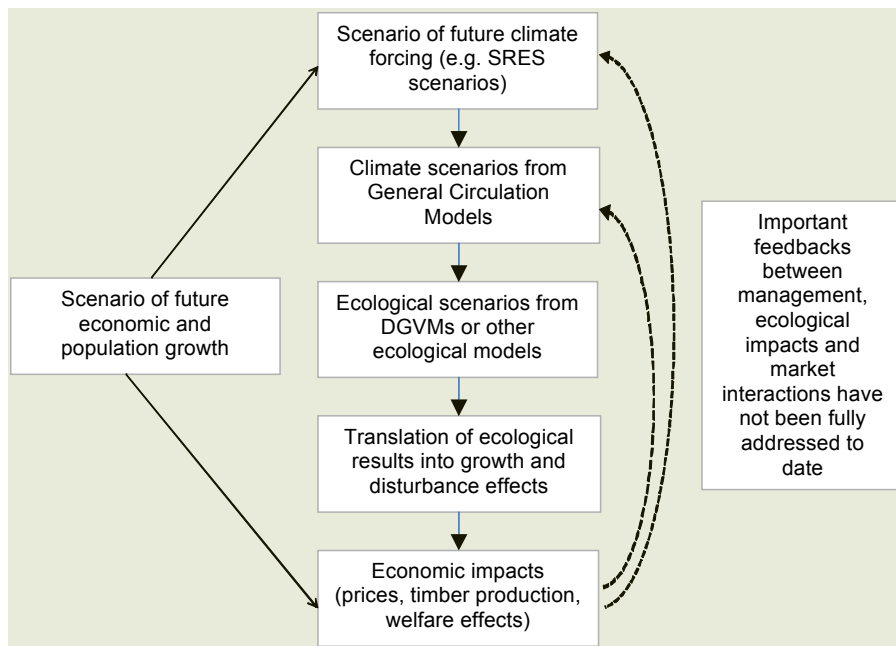 Scenario of future climate
forcing (e.g. SRES
scenarios)
Climate scenarios from
General Circulation
Models
Scenario of future
economic and
population growth
Ecological scenarios from
DGVMs or other
ecological models
Translation of ecological
results into growth and
disturbance effects
Economic impacts
(prices, timber production,
welfare effects)
Important
feedbacks
between
management,
ecological
impacts and
market
interactions have
not been fully
addressed to
date